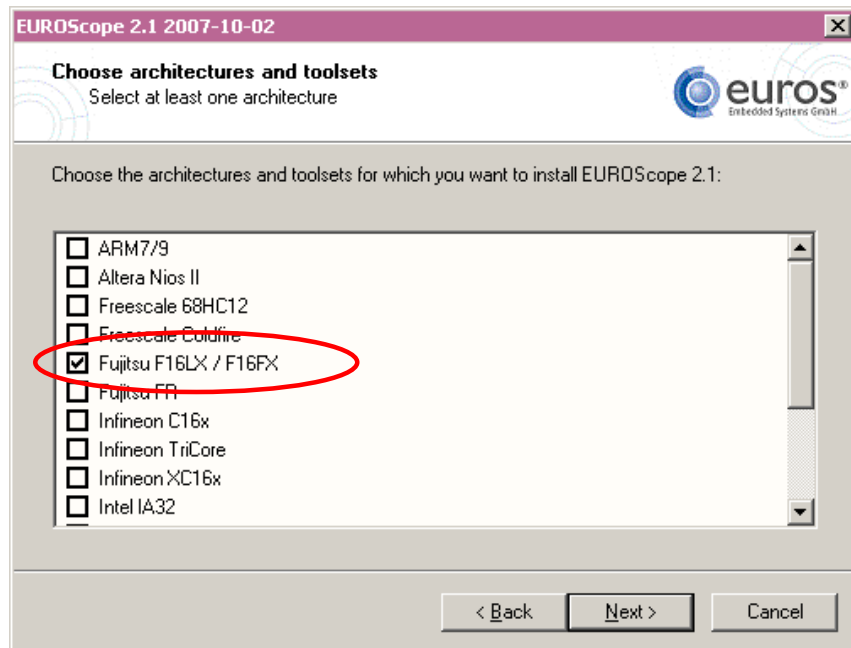 EUROScope 2.1 2007-10-02
Choose architectures and toolsets
Select at least one architecture
euros®
Embedded Systems GmbH
Choose the architectures and toolsets for which you want to install EUROScope 2.1:
ARM7/9
Altera Nios II
Freescale 68HC12
Freescale Coldfire
Fujitsu F16LX / F16FX
Fujitsu FR
Infineon C16x
Infineon TriCore
Infineon XC16x
Intel IA32
< Back Next > Cancel